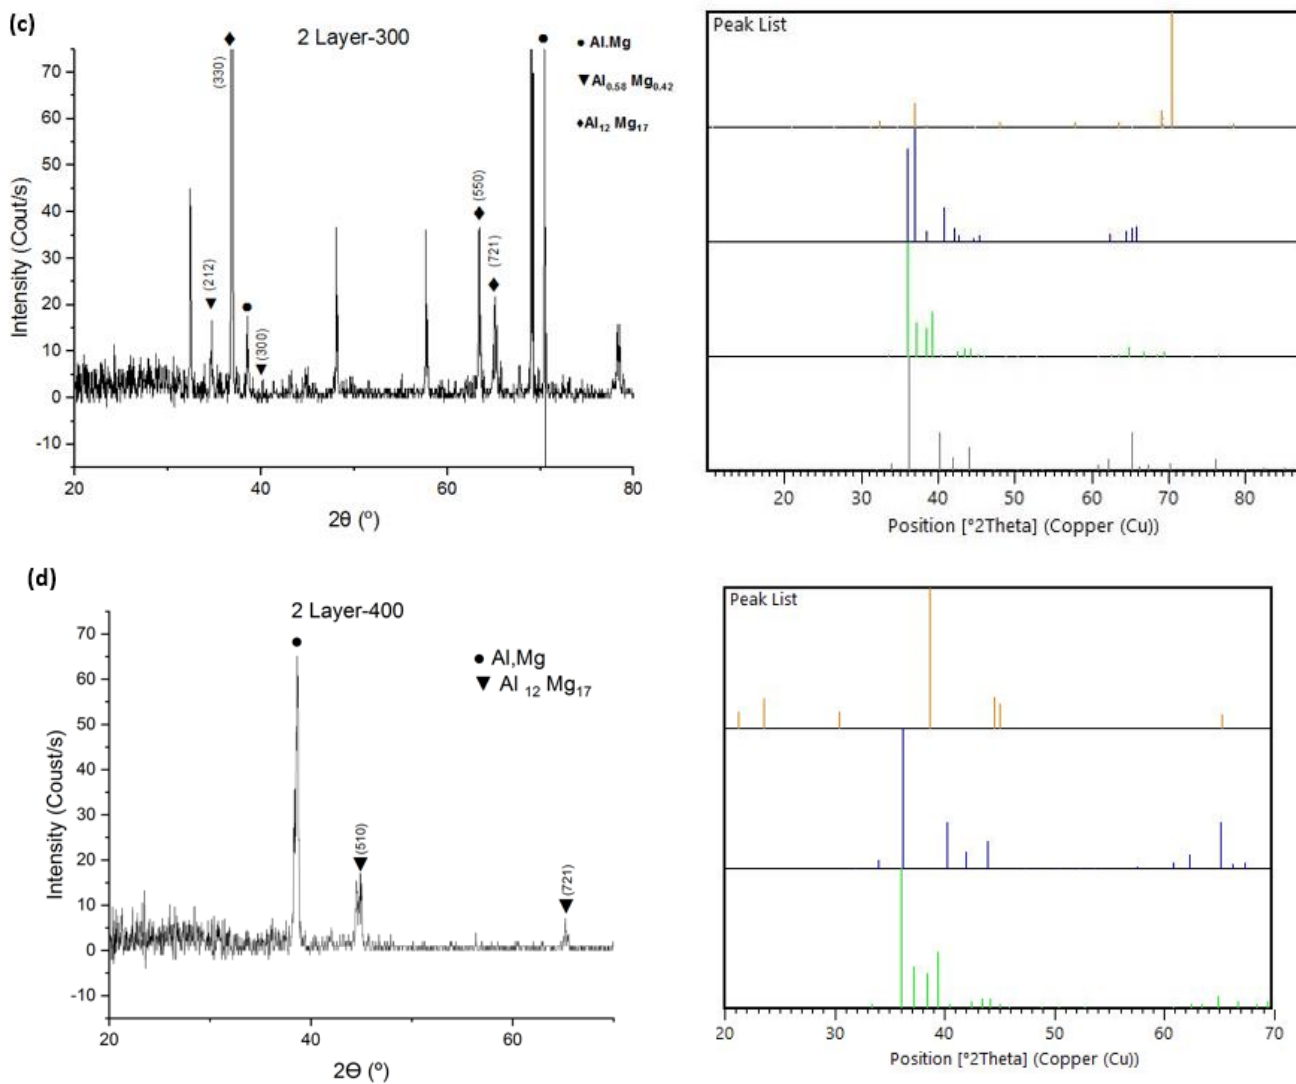 (c)
2 Layer-300
● Al.Mg
▼Al0.58 Mg0.42
♦Al12 Mg17
(330)
(212)
(300)
(550)
(721)
70
60
50
40
30
20
10
0
-10
Intensity (Cout/s)
20 40 60 80
2θ (º)
Peak List
20 30 40 50 60 70 80
Position [°2Theta] (Copper (Cu))
(d)
2 Layer-400
● Al,Mg
▼ Al 12 Mg17
(510)
(721)
70
60
50
40
30
20
10
0
-10
Intensity (Coust/s)
20 40 60
2Ɵ (º)
Peak List
20 30 40 50 60 70
Position [°2Theta] (Copper (Cu))